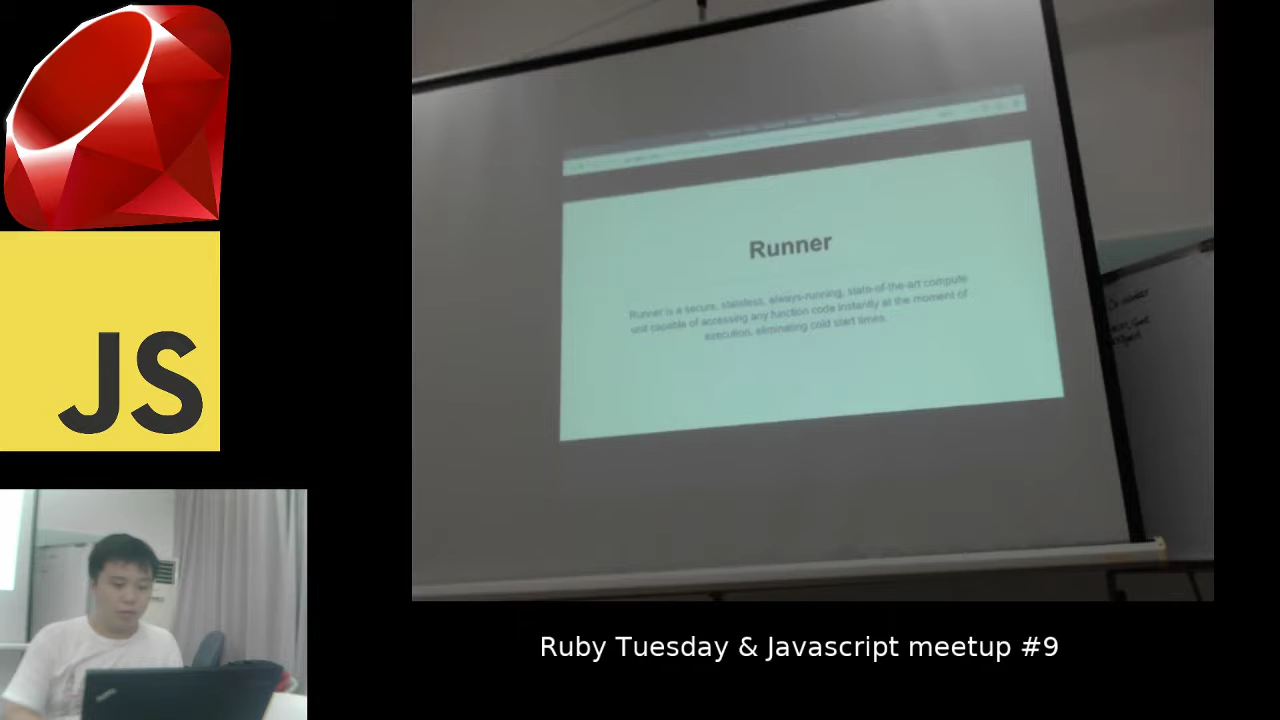 JS
Runner
Runner is a secure, stateless, always-running, state-of-the-art compute
unit capable of accessing any function code instantly at the moment of
execution, eliminating cold start times.
Ruby Tuesday & Javascript meetup #9